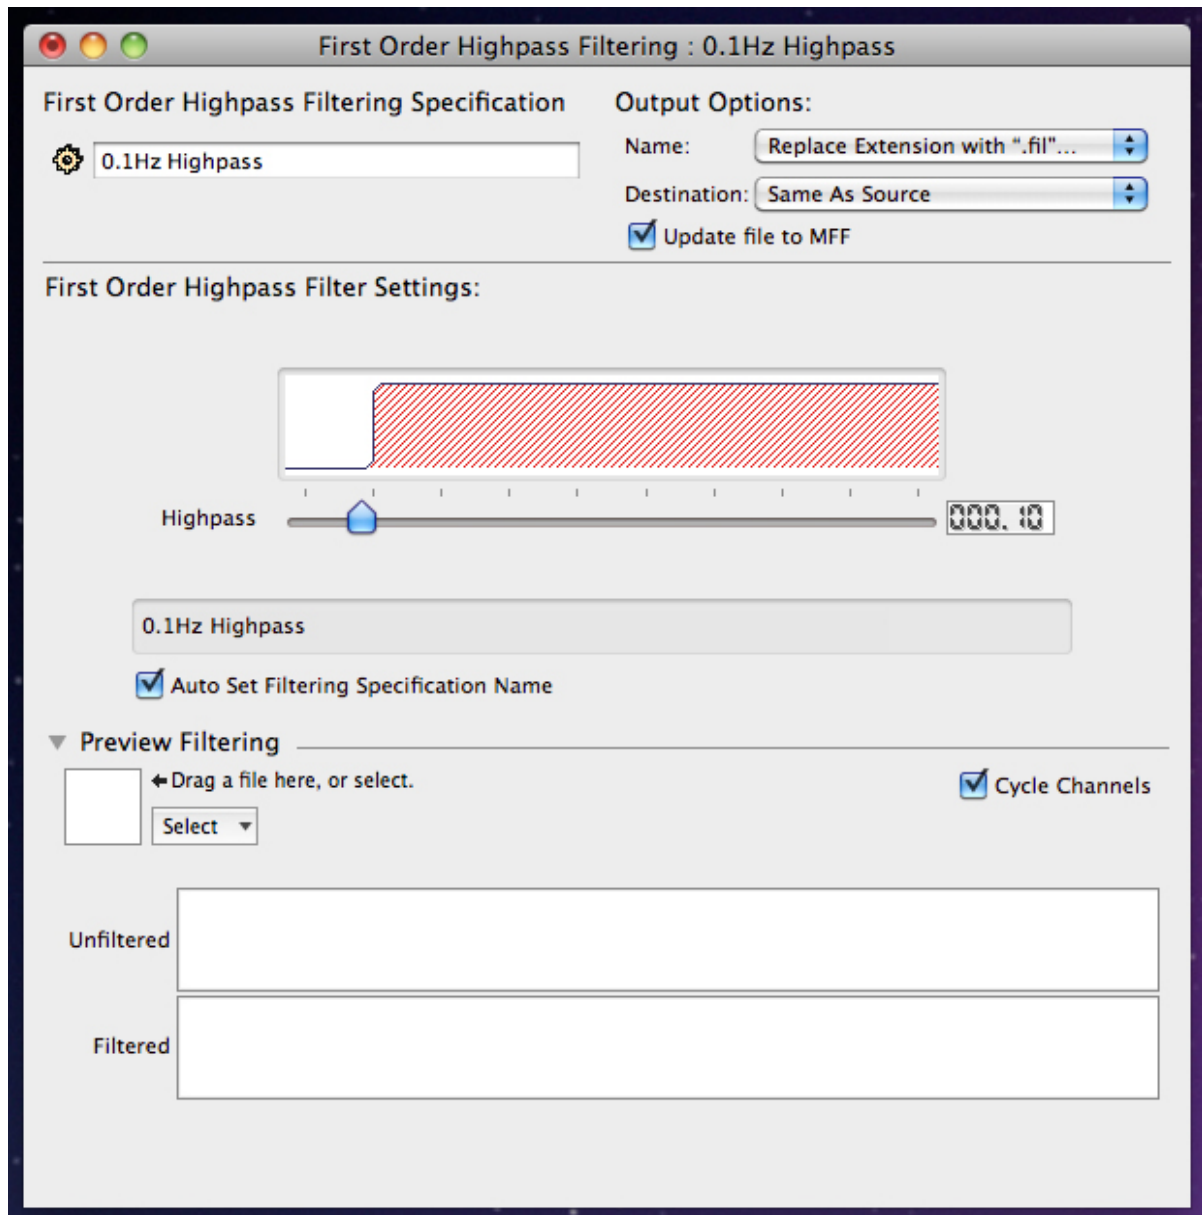 First Order Highpass Filtering : 0.1Hz Highpass
First Order Highpass Filtering Specification
0.1Hz Highpass
Output Options:
Name: Replace Extension with “.fil”...
Destination: Same As Source
Update file to MFF
First Order Highpass Filter Settings:
Highpass 000.10
0.1Hz Highpass
Auto Set Filtering Specification Name
Preview Filtering
Drag a file here, or select.
Select
Cycle Channels
Unfiltered
Filtered